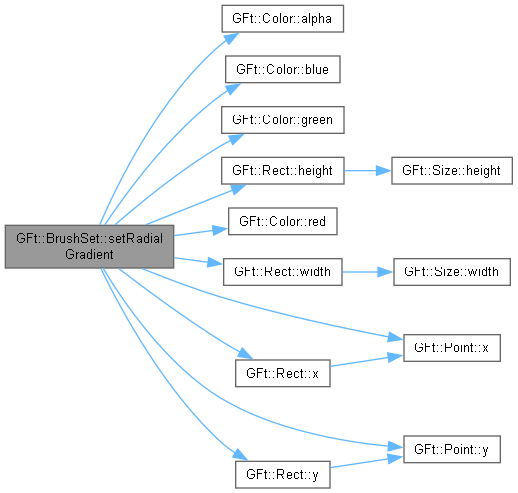 GFt::Color::alpha
GFt::Color::blue
GFt::Color::green
GFt::Rect::height
GFt::Size::height
GFt::Color::red
GFt::BrushSet::setRadial
Gradient
GFt::Rect::width
GFt::Size::width
GFt::Point::x
GFt::Rect::x
GFt::Point::y
GFt::Rect::y